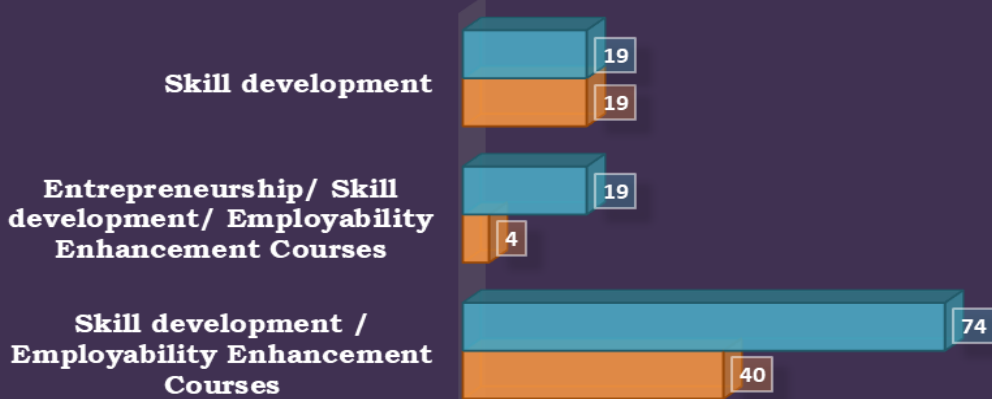 Skill development
19
19
Entrepreneurship/ Skill
development/ Employability
Enhancement Courses
19
4
Skill development /
Employability Enhancement
Courses
74
40